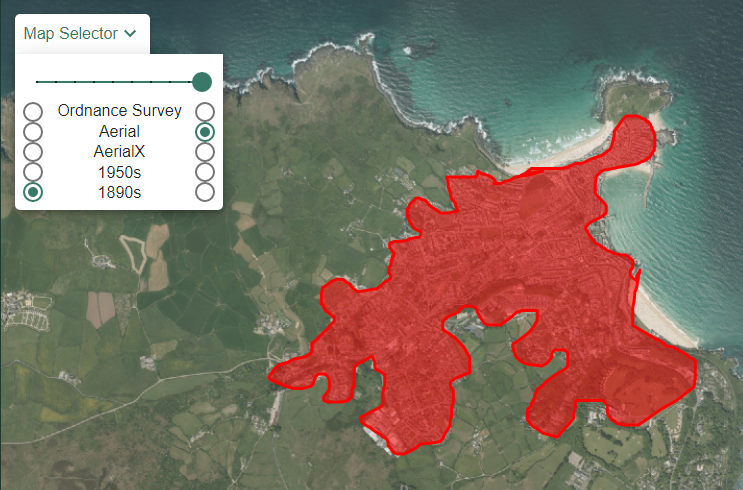 Map Selector
Ordnance Survey
Aerial
AerialX
1950s
1890s